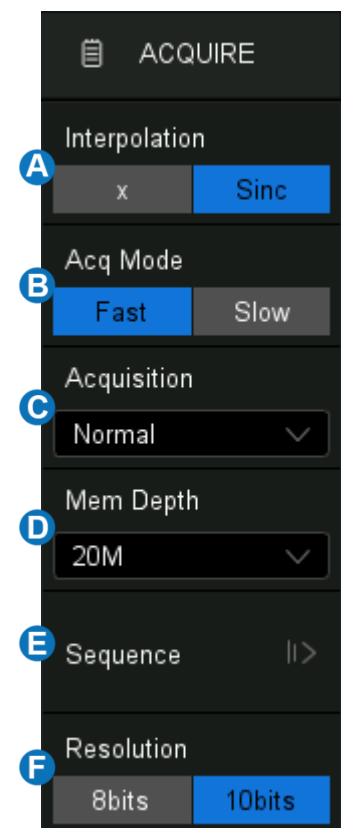 ACQUIRE
Interpolation
A
x Sinc
Acq Mode
B
Fast Slow
Acquisition
C
Normal
Mem Depth
D
20M
E
Sequence
Resolution
F
8bits 10bits